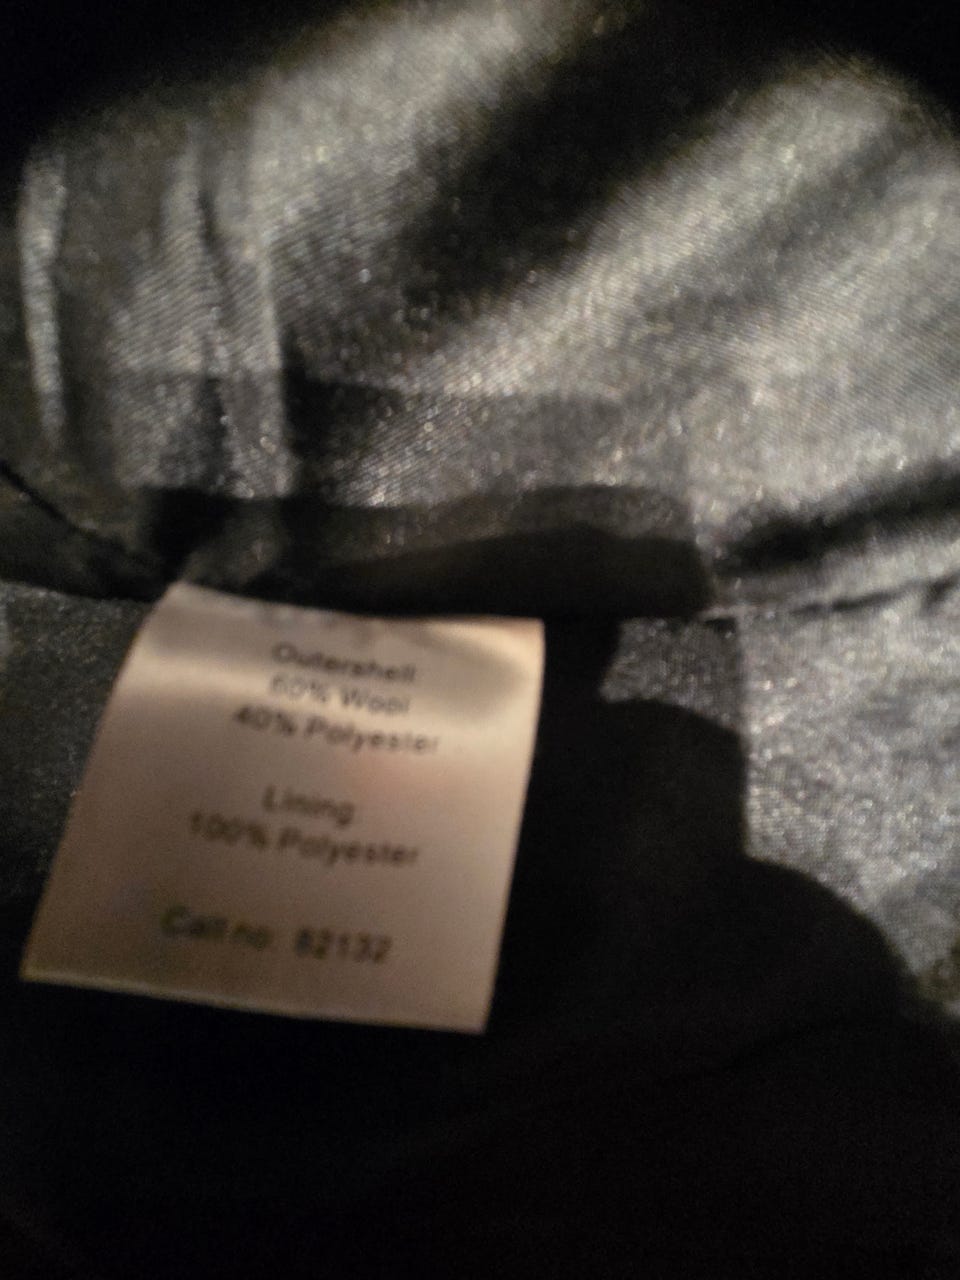 Outershell
60% Wool
40% Polyester
Lining
100% Polyester
Call no. 82132